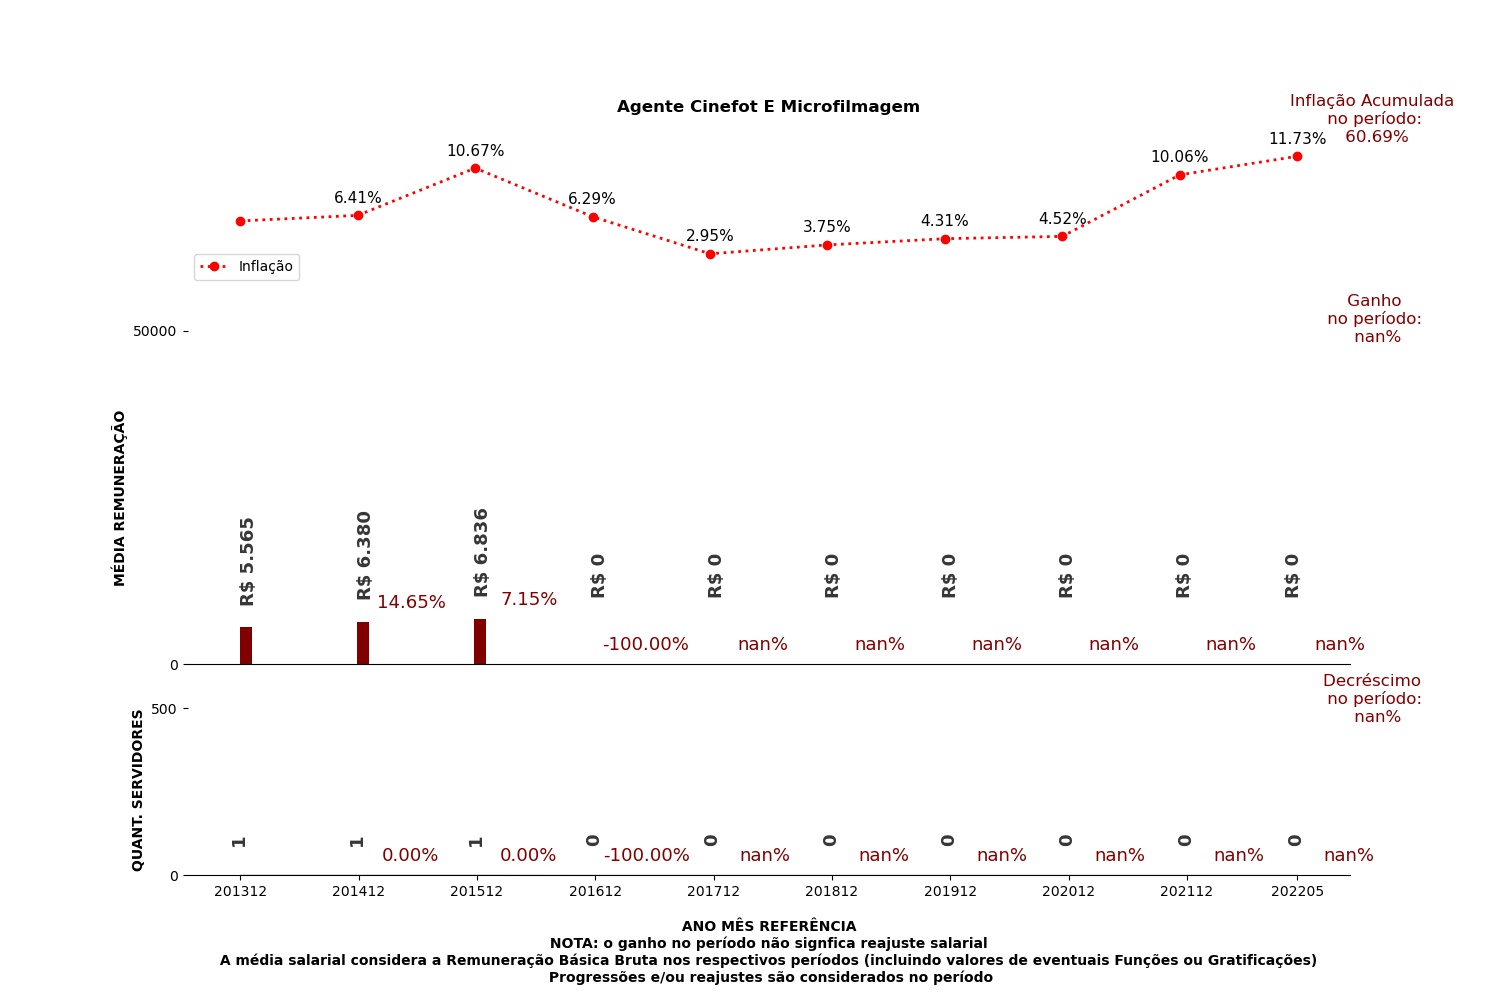 Agente Cinefot E Microfilmagem
Inflação Acumulada
no período:
60.69%
6.41%
10.67%
6.29%
2.95%
3.75%
4.31%
4.52%
10.06%
11.73%
Inflação
Ganho
no período:
nan%
50000
0
MÉDIA REMUNERAÇÃO
R$ 5.565
R$ 6.380
R$ 6.836
R$ 0
R$ 0
R$ 0
R$ 0
R$ 0
R$ 0
R$ 0
14.65%
7.15%
-100.00%
nan%
nan%
nan%
nan%
nan%
nan%
Decréscimo
no período:
nan%
500
0
QUANT. SERVIDORES
1
1
1
0
0
0
0
0
0
0
0.00%
0.00%
-100.00%
nan%
nan%
nan%
nan%
nan%
nan%
201312
201412
201512
201612
201712
201812
201912
202012
202112
202205
ANO MÊS REFERÊNCIA
NOTA: o ganho no período não signfica reajuste salarial
A média salarial considera a Remuneração Básica Bruta nos respectivos períodos (incluindo valores de eventuais Funções ou Gratificações)
Progressões e/ou reajustes são considerados no período